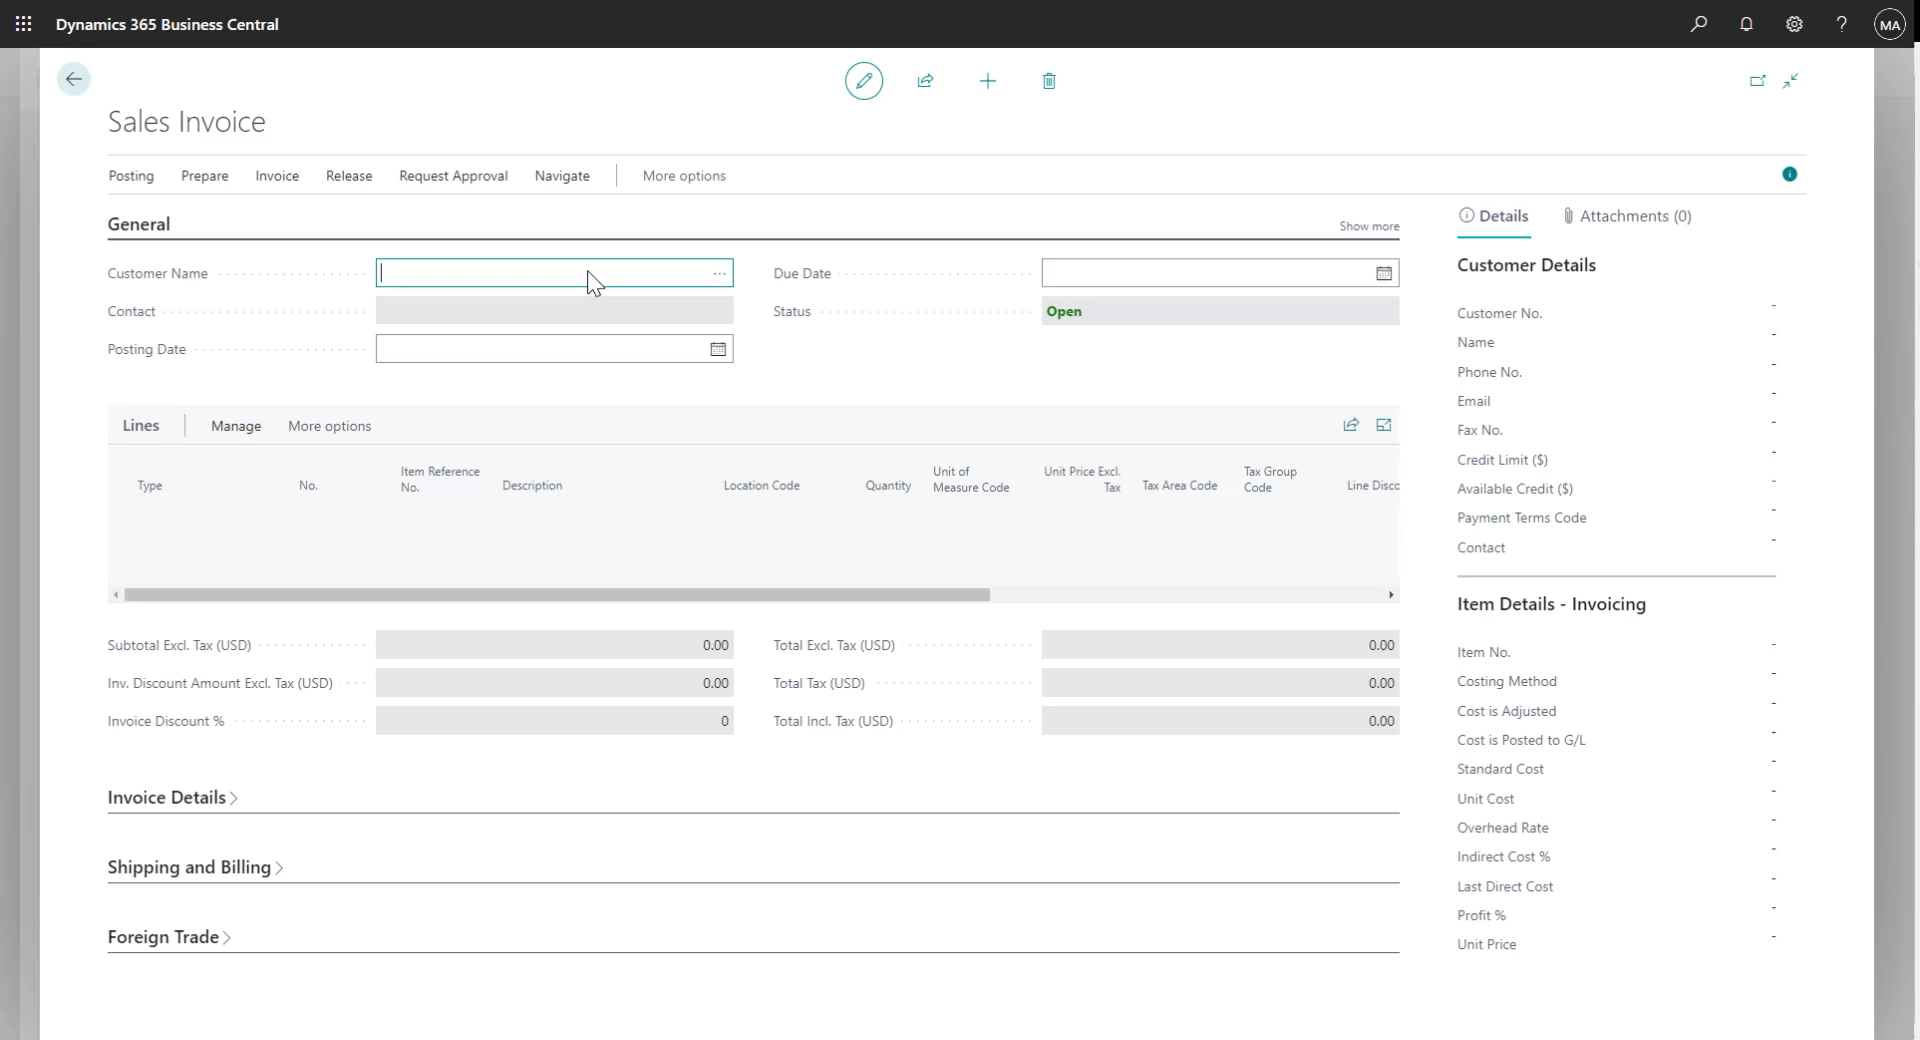 Dynamics 365 Business Central
MA
Sales Invoice
Posting Prepare Invoice Release Request Approval Navigate More options
General Show more
Customer Name
Contact
Posting Date
Due Date
Status Open
Lines Manage More options
Type No. Item Reference No. Description Location Code Quantity Unit of Measure Code Unit Price Excl. Tax Tax Area Code Tax Group Code Line Disco
Subtotal Excl. Tax (USD) 0.00
Inv. Discount Amount Excl. Tax (USD) 0.00
Invoice Discount % 0
Total Excl. Tax (USD) 0.00
Total Tax (USD) 0.00
Total Incl. Tax (USD) 0.00
Invoice Details
Shipping and Billing
Foreign Trade
Details Attachments (0)
Customer Details
Customer No. -
Name -
Phone No. -
Email -
Fax No. -
Credit Limit ($) -
Available Credit ($) -
Payment Terms Code -
Contact -
Item Details - Invoicing
Item No. -
Costing Method -
Cost is Adjusted -
Cost is Posted to G/L -
Standard Cost -
Unit Cost -
Overhead Rate -
Indirect Cost % -
Last Direct Cost -
Profit % -
Unit Price -